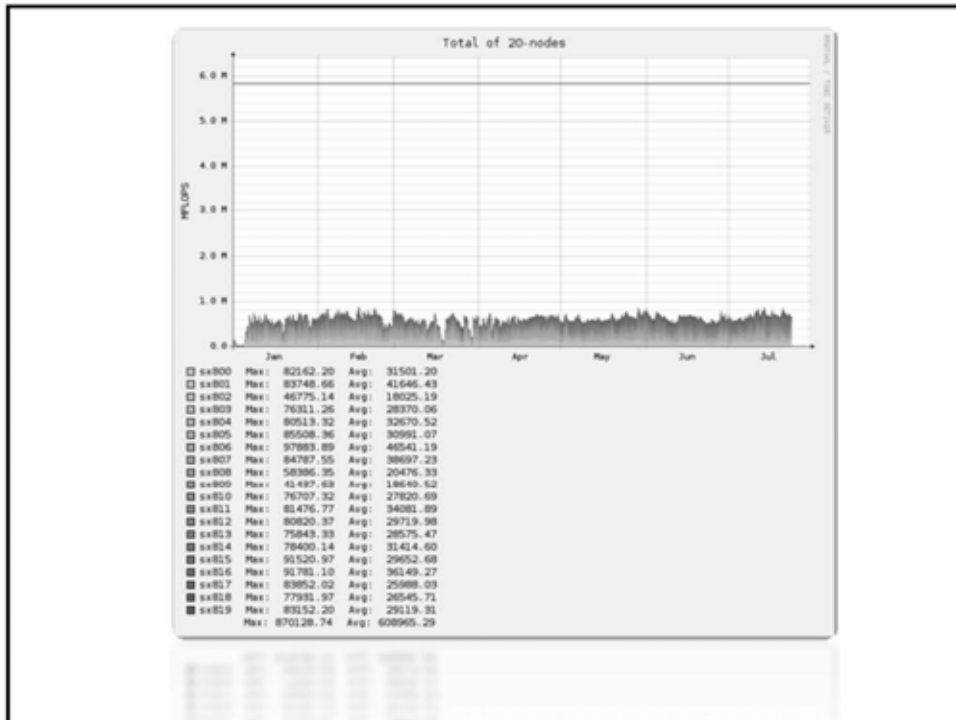 Total of 20-nodes
6.0 M
5.0 M
4.0 M
3.0 M
2.0 M
1.0 M
0.0
MFLOPS
Jan Feb Mar Apr May Jun Jul
sx800 Max: 82162.20 Avg: 31501.20
sx801 Max: 83748.66 Avg: 41646.43
sx802 Max: 46775.14 Avg: 18025.19
sx803 Max: 76311.26 Avg: 28370.06
sx804 Max: 80513.32 Avg: 32670.52
sx805 Max: 85508.36 Avg: 30991.07
sx806 Max: 97883.89 Avg: 46541.19
sx807 Max: 84787.55 Avg: 38697.23
sx808 Max: 58386.35 Avg: 20476.33
sx809 Max: 41497.63 Avg: 18640.52
sx810 Max: 76707.32 Avg: 27820.69
sx811 Max: 81476.77 Avg: 34081.89
sx812 Max: 80820.37 Avg: 29719.98
sx813 Max: 75843.33 Avg: 28575.47
sx814 Max: 78400.14 Avg: 31414.60
sx815 Max: 91520.97 Avg: 29652.68
sx816 Max: 91781.10 Avg: 36149.27
sx817 Max: 83852.02 Avg: 25988.03
sx818 Max: 77931.97 Avg: 26545.71
sx819 Max: 83152.20 Avg: 29119.31
Max: 870128.74 Avg: 608965.29